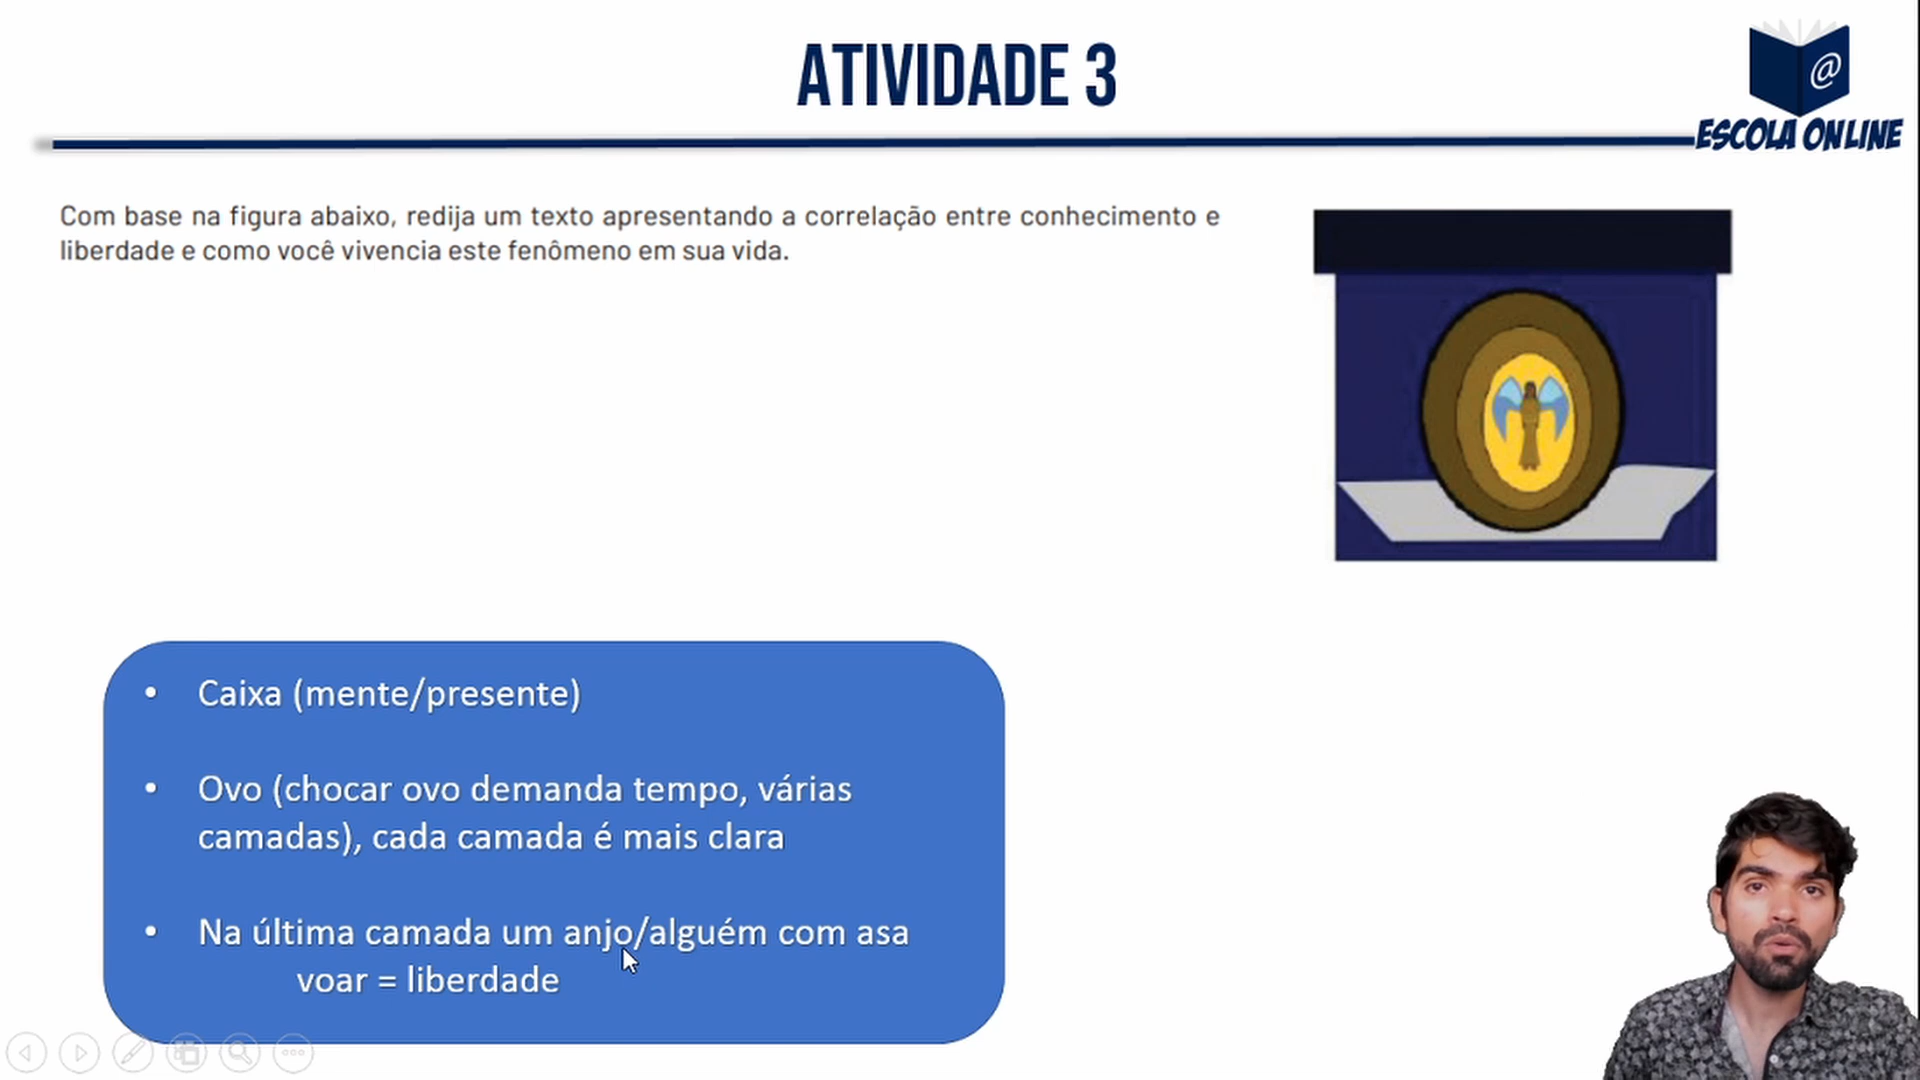 ATIVIDADE 3
@
ESCOLA ONLINE
Com base na figura abaixo, redija um texto apresentando a correlação entre conhecimento e
liberdade e como você vivencia este fenômeno em sua vida.
• Caixa (mente/presente)
• Ovo (chocar ovo demanda tempo, várias
camadas), cada camada é mais clara
• Na última camada um anjo/alguém com asa
voar = liberdade